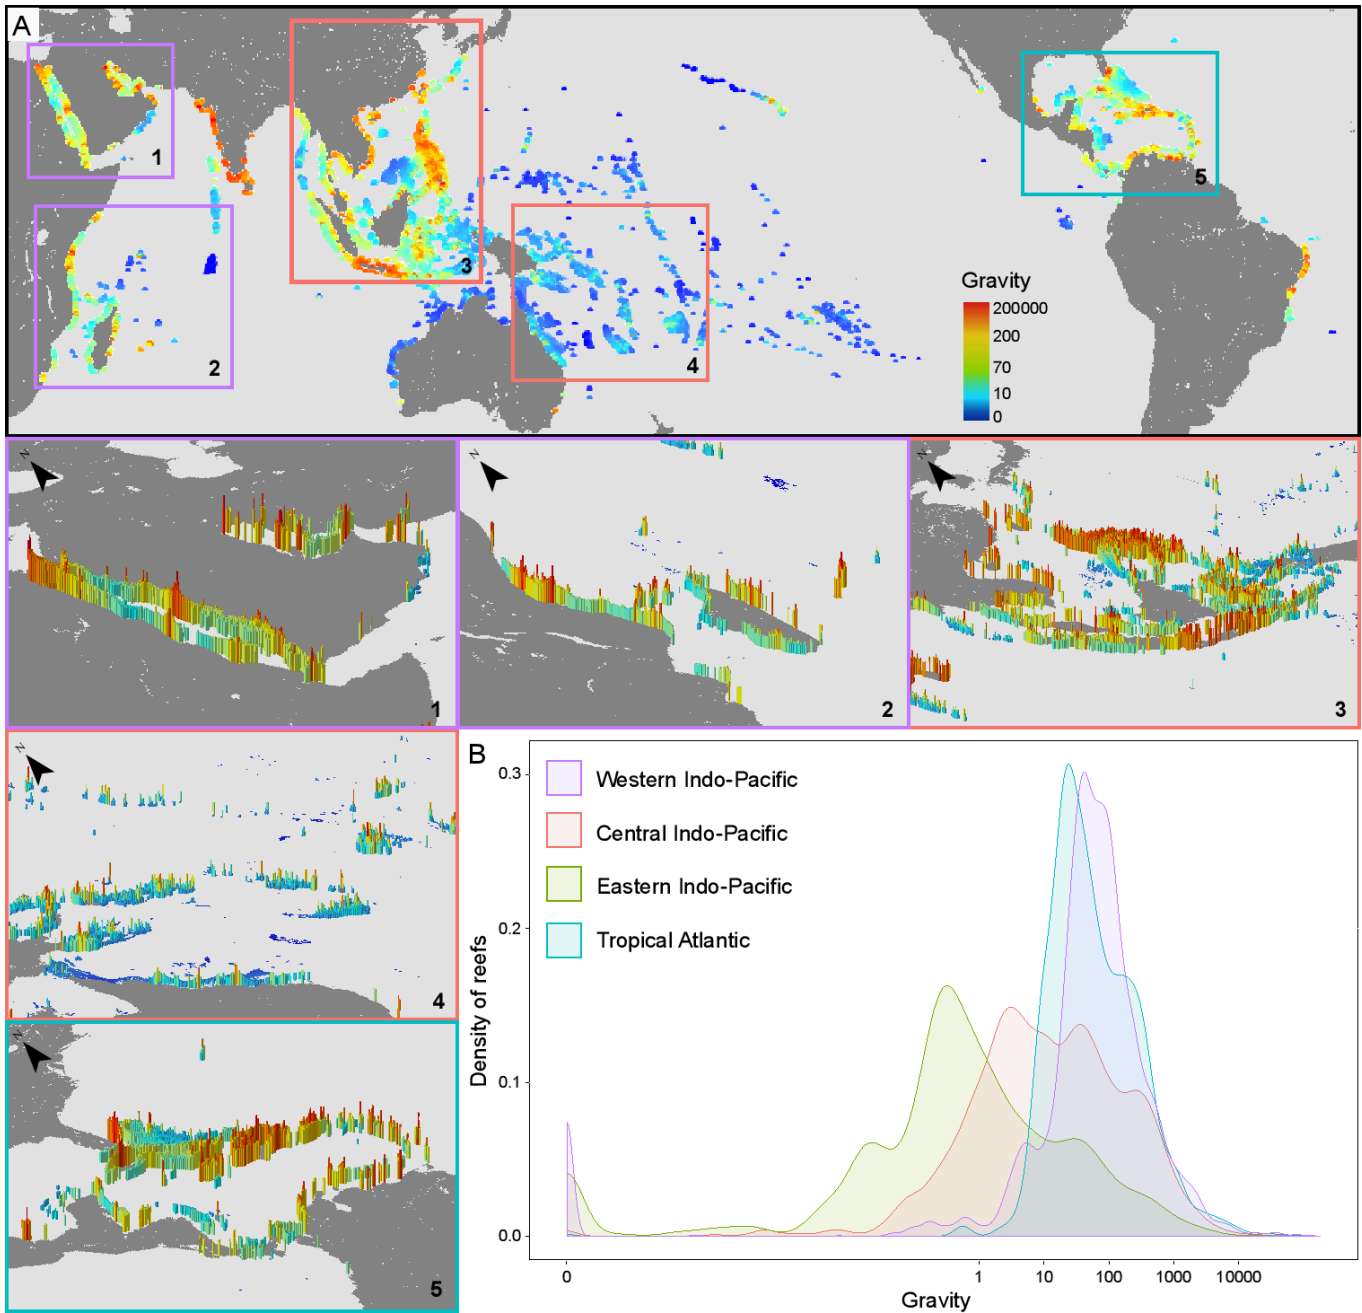 A
1
2
3
4
5
Gravity
200000
200
70
10
0
N
1
N
2
N
3
N
4
N
5
B
Western Indo-Pacific
Central Indo-Pacific
Eastern Indo-Pacific
Tropical Atlantic
Density of reefs
0.3
0.2
0.1
0.0
0
1
10
100
1000
10000
Gravity